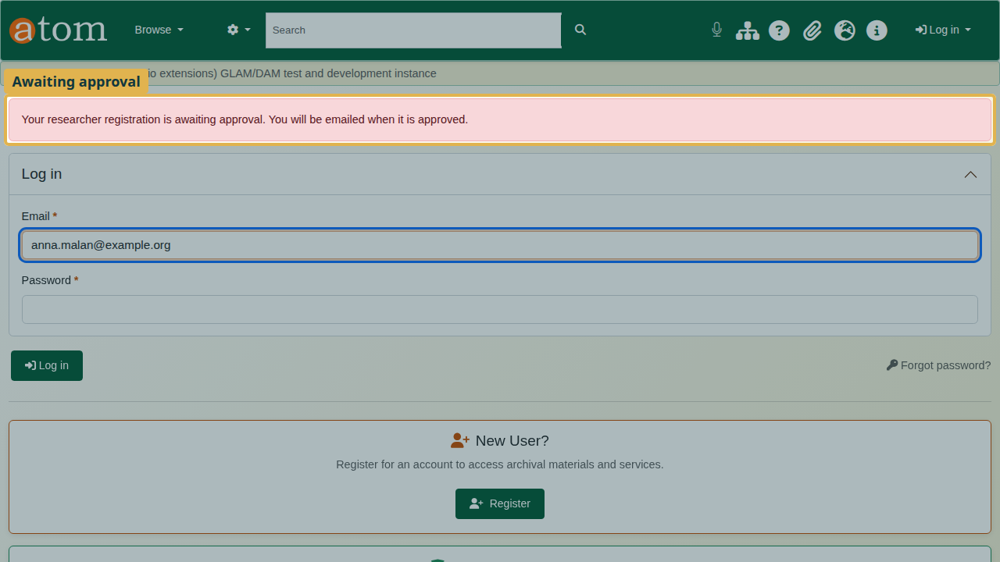 atom
Browse
Search
Log in
io extensions) GLAM/DAM test and development instance
Awaiting approval
Your researcher registration is awaiting approval. You will be emailed when it is approved.
Log in
Email *
anna.malan@example.org
Password *
Log in
Forgot password?
New User?
Register for an account to access archival materials and services.
Register